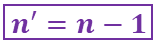 n′ = n − 1